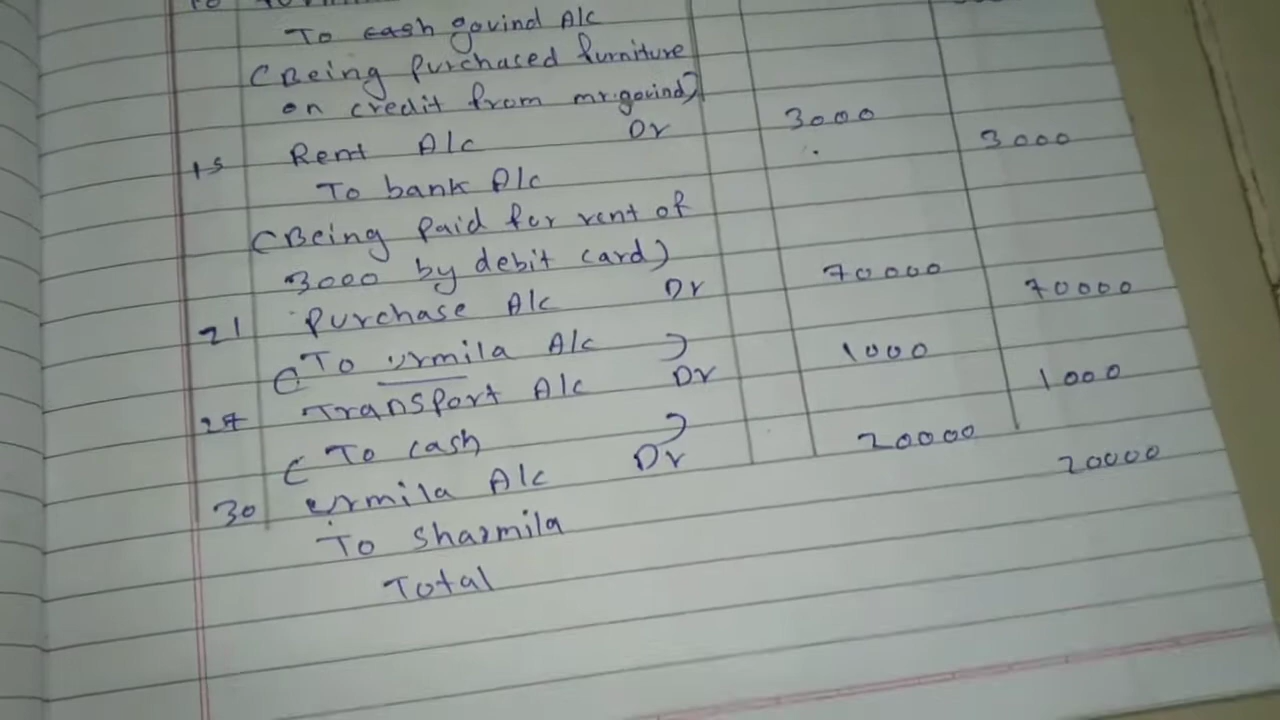 To cash govind A/c
(Being Purchased furniture
on credit from mr.govind)
15 Rent A/c Dr 3000
To bank A/c 3000
(Being Paid for rent of
3000 by debit card)
21 Purchase A/c Dr 70000
(To urmila A/c) 70000
27 Transport A/c Dr 1000
(To cash) 1000
30 urmila A/c Dr 20000
To sharmila 20000
Total